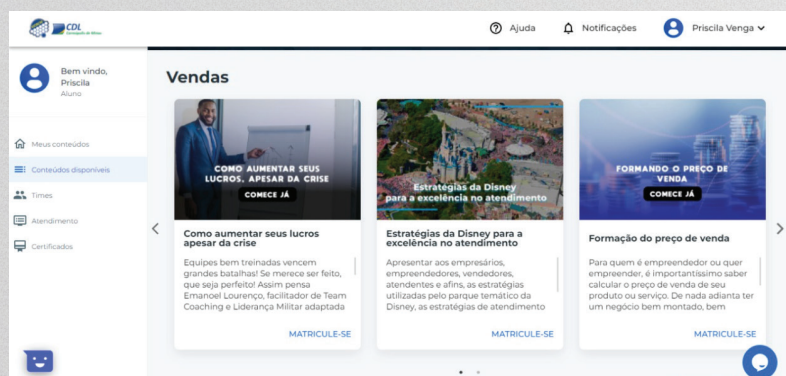 CDL
Ajuda
Notificações
Priscila Venga
Bem vindo,
Priscila
Aluno
Meus conteúdos
Conteúdos disponíveis
Times
Atendimento
Certificados
Vendas
COMO AUMENTAR SEUS
LUCROS, APESAR DA CRISE
COMECE JÁ
Como aumentar seus lucros
apesar da crise
Equipes bem treinadas vencem
grandes batalhas! Se merece ser feito,
que seja perfeito! Assim pensa
Emanoel Lourenço, facilitador de Team
Coaching e Liderança Militar adaptada
MATRICULE-SE
Estratégias da Disney
para a excelência no atendimento
Estratégias da Disney para a
excelência no atendimento
Apresentar aos empresários,
empreendedores, vendedores,
atendentes e afins, as estratégias
utilizadas pelo parque temático da
Disney, as estratégias de atendimento
MATRICULE-SE
FORMANDO O PREÇO DE
VENDA
COMECE JÁ
Formação do preço de venda
Para quem é empreendedor ou quer
empreender, é importantíssimo saber
calcular o preço de venda de seu
produto ou serviço. De nada adianta ter
um negócio bem montado, bem
MATRICULE-SE